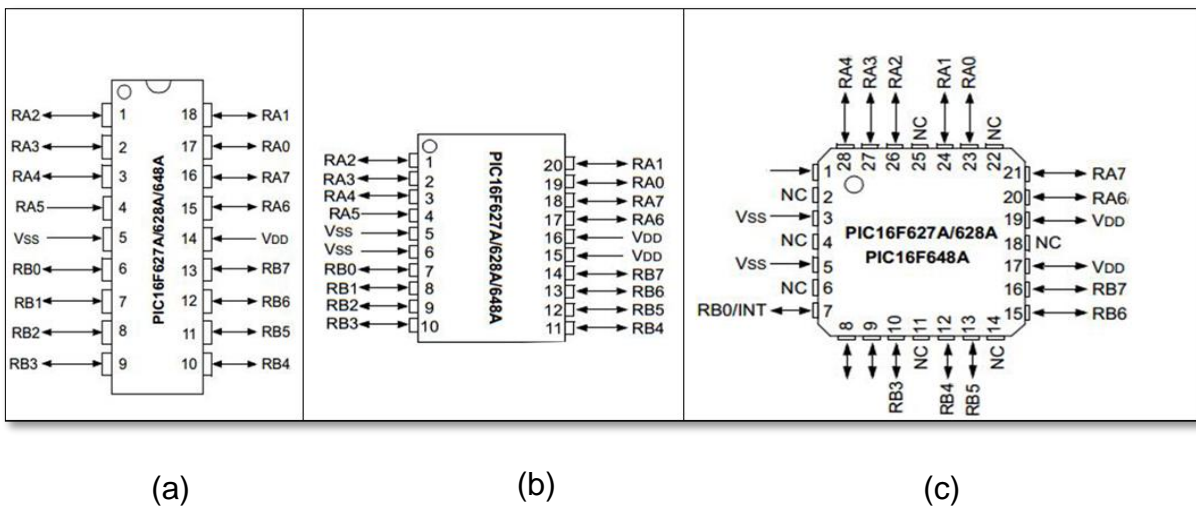 RA2 1 18 RA1
RA3 2 17 RA0
RA4 3 16 RA7
RA5 4 15 RA6
VSS 5 14 VDD
RB0 6 13 RB7
RB1 7 12 RB6
RB2 8 11 RB5
RB3 9 10 RB4
PIC16F627A/628A/648A
RA2 1 20 RA1
RA3 2 19 RA0
RA4 3 18 RA7
RA5 4 17 RA6
VSS 5 16 VDD
VSS 6 15 VDD
RB0 7 14 RB7
RB1 8 13 RB6
RB2 9 12 RB5
RB3 10 11 RB4
PIC16F627A/628A/648A
RA4 RA3 RA2 NC RA1 RA0 NC
28 27 26 25 24 23 22
1 21 RA7
NC 2 20 RA6/
VSS 3 19 VDD
NC 4 18 NC
VSS 5 17 VDD
NC 6 16 RB7
RB0/INT 7 15 RB6
PIC16F627A/628A
PIC16F648A
8 9 10 11 12 13 14
RB3 NC RB4 RB5 NC
(a) (b) (c)